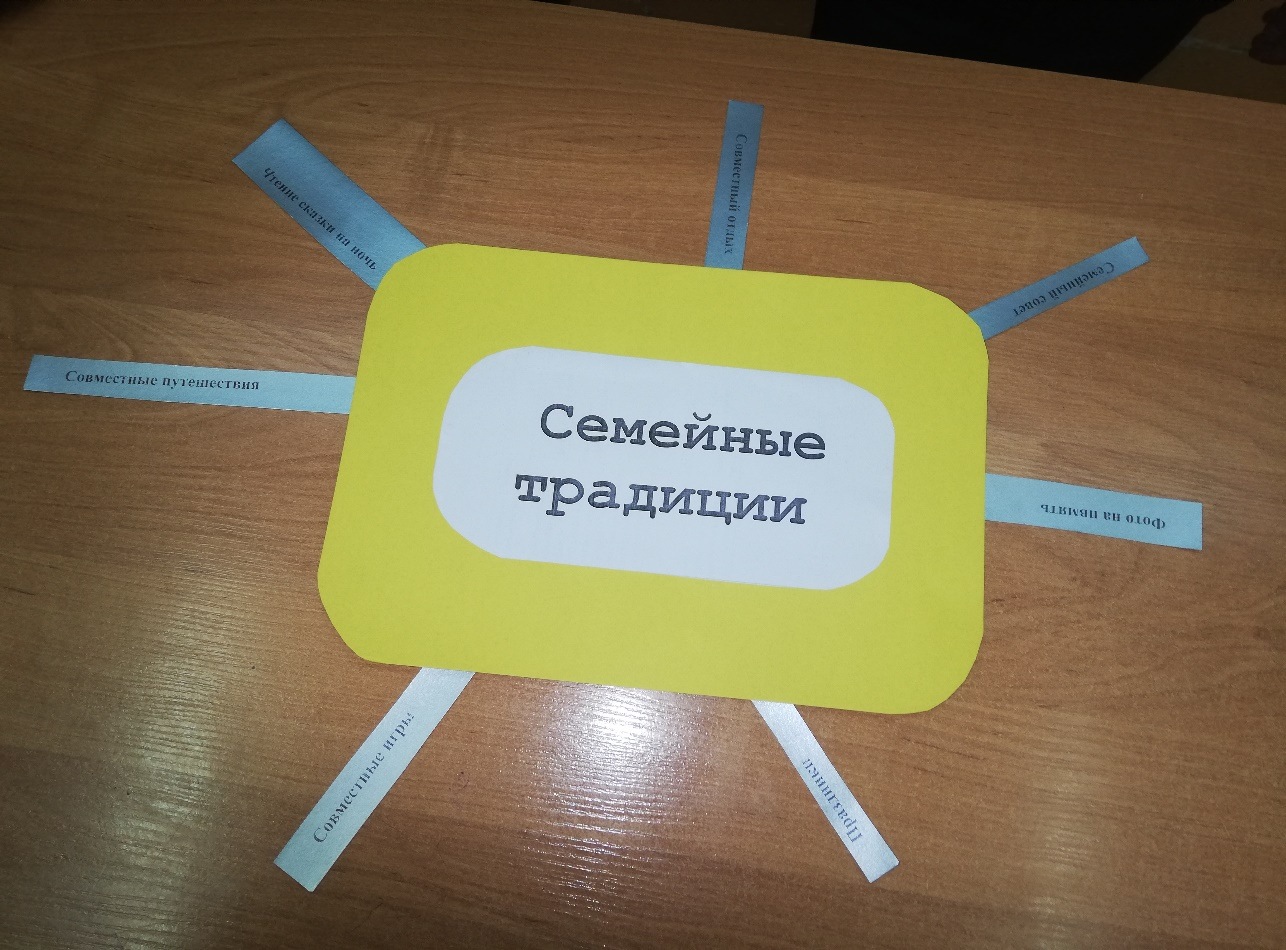 Семейные
традиции
Чтение сказки на ночь
Совместный отдых
Семейный совет
Совместные путешествия
Фото на память
Совместные игры
Праздники